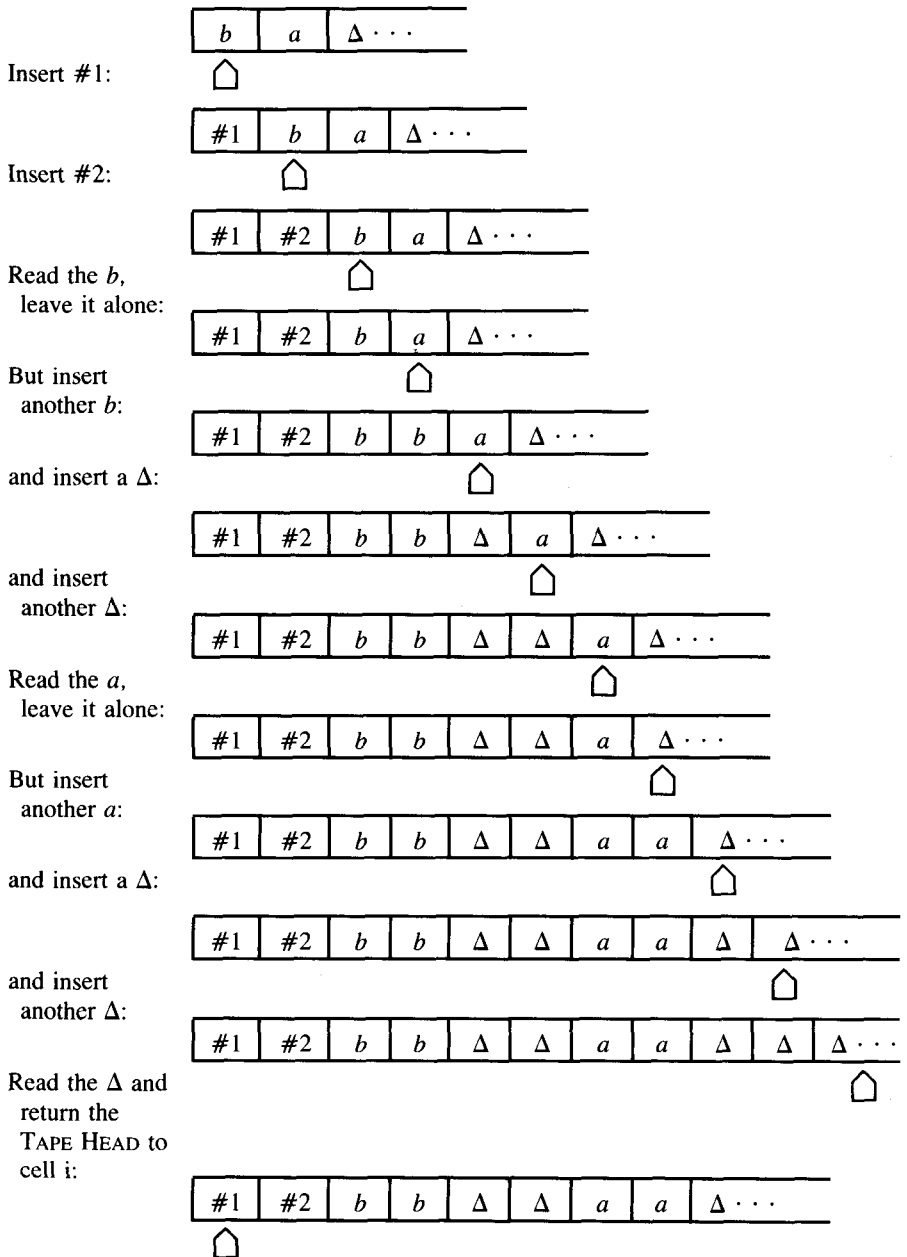 b a Δ · · ·
Insert #1:
#1 b a Δ · · ·
Insert #2:
#1 #2 b a Δ · · ·
Read the b,
leave it alone:
#1 #2 b a Δ · · ·
But insert
another b:
#1 #2 b b a Δ · · ·
and insert a Δ:
#1 #2 b b Δ a Δ · · ·
and insert
another Δ:
#1 #2 b b Δ Δ a Δ · · ·
Read the a,
leave it alone:
#1 #2 b b Δ Δ a Δ · · ·
But insert
another a:
#1 #2 b b Δ Δ a a Δ · · ·
and insert a Δ:
#1 #2 b b Δ Δ a a Δ Δ · · ·
and insert
another Δ:
#1 #2 b b Δ Δ a a Δ Δ Δ · · ·
Read the Δ and
return the
TAPE HEAD to
cell i:
#1 #2 b b Δ Δ a a Δ · · ·